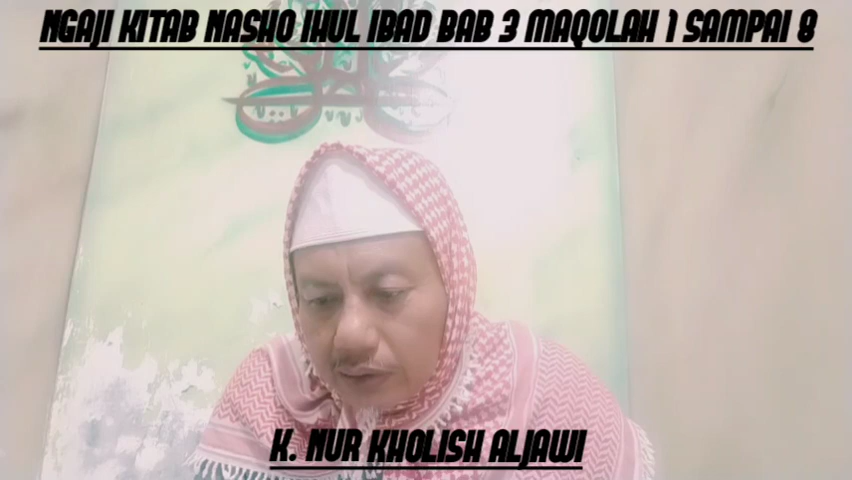 NGAJI KITAB NASHO IHUL IBAD BAB 3 MAQOLAH 1 SAMPAI 8
K. NUR KHOLISH ALJAWI